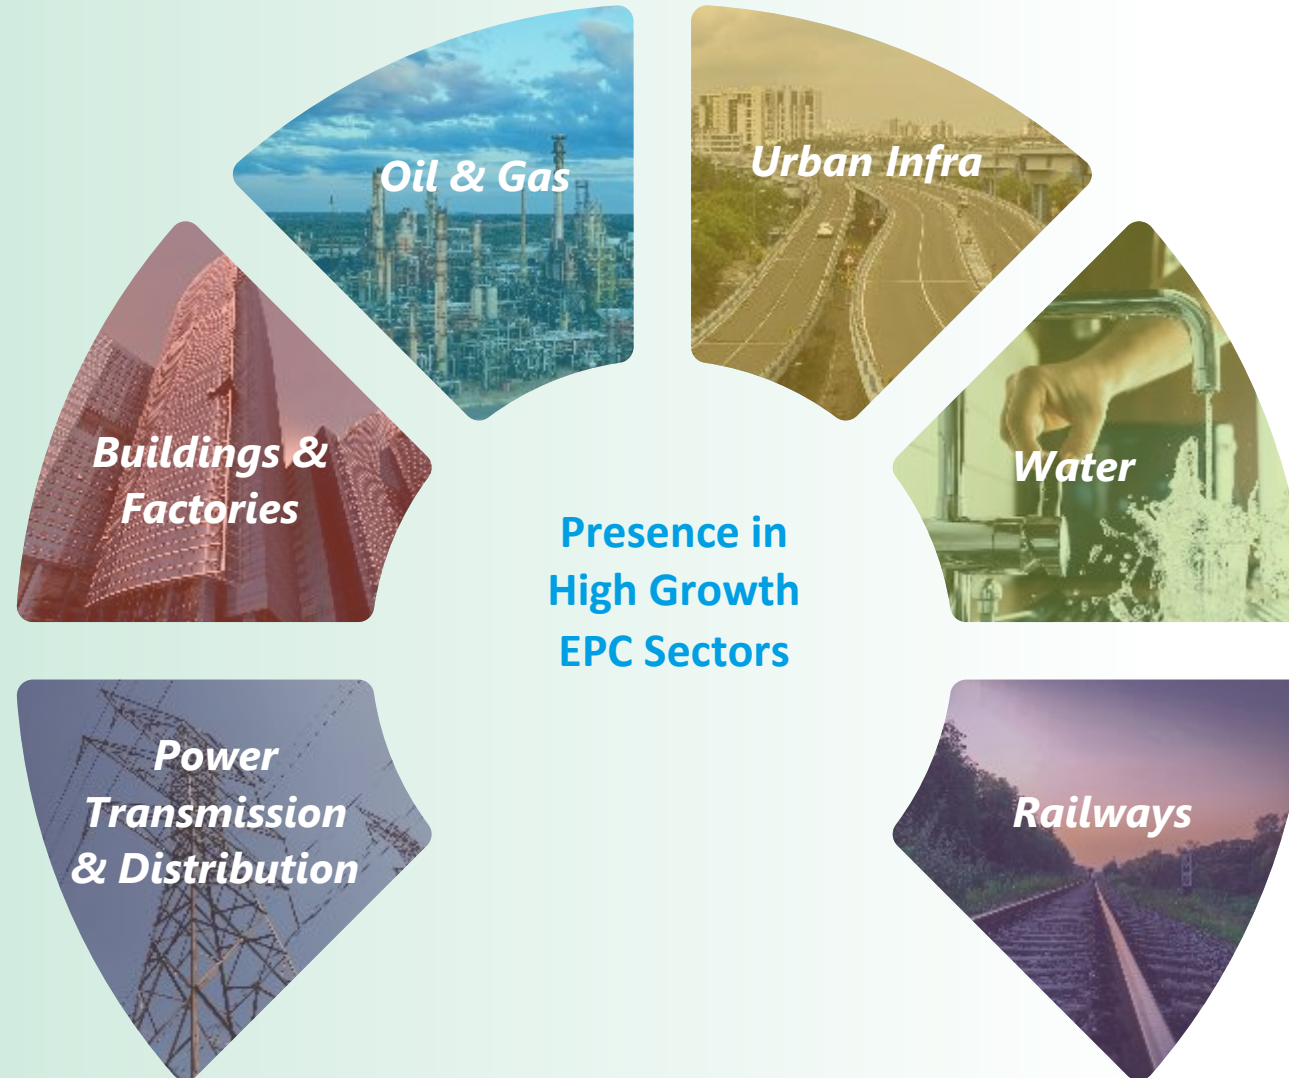 Oil & Gas
Urban Infra
Buildings &
Factories
Water
Presence in
High Growth
EPC Sectors
Power
Transmission
& Distribution
Railways